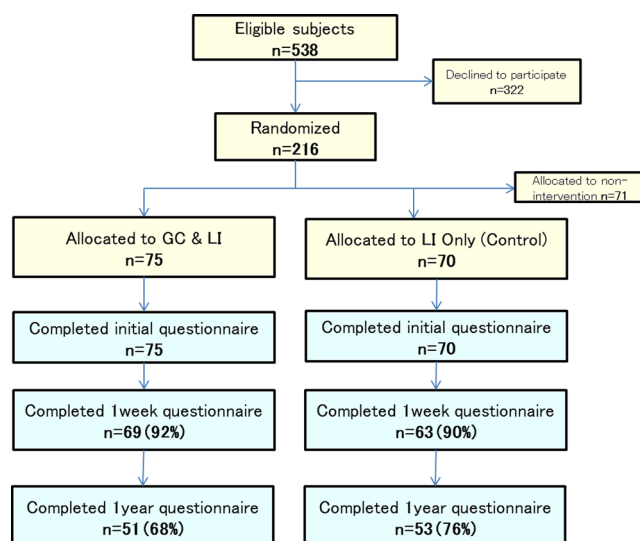 Eligible subjects
n=538
Declined to participate
n=322
Randomized
n=216
Allocated to non-
intervention n=71
Allocated to GC & LI
n=75
Allocated to LI Only (Control)
n=70
Completed initial questionnaire
n=75
Completed initial questionnaire
n=70
Completed 1week questionnaire
n=69(92%)
Completed 1week questionnaire
n=63(90%)
Completed 1year questionnaire
n=51(68%)
Completed 1year questionnaire
n=53(76%)